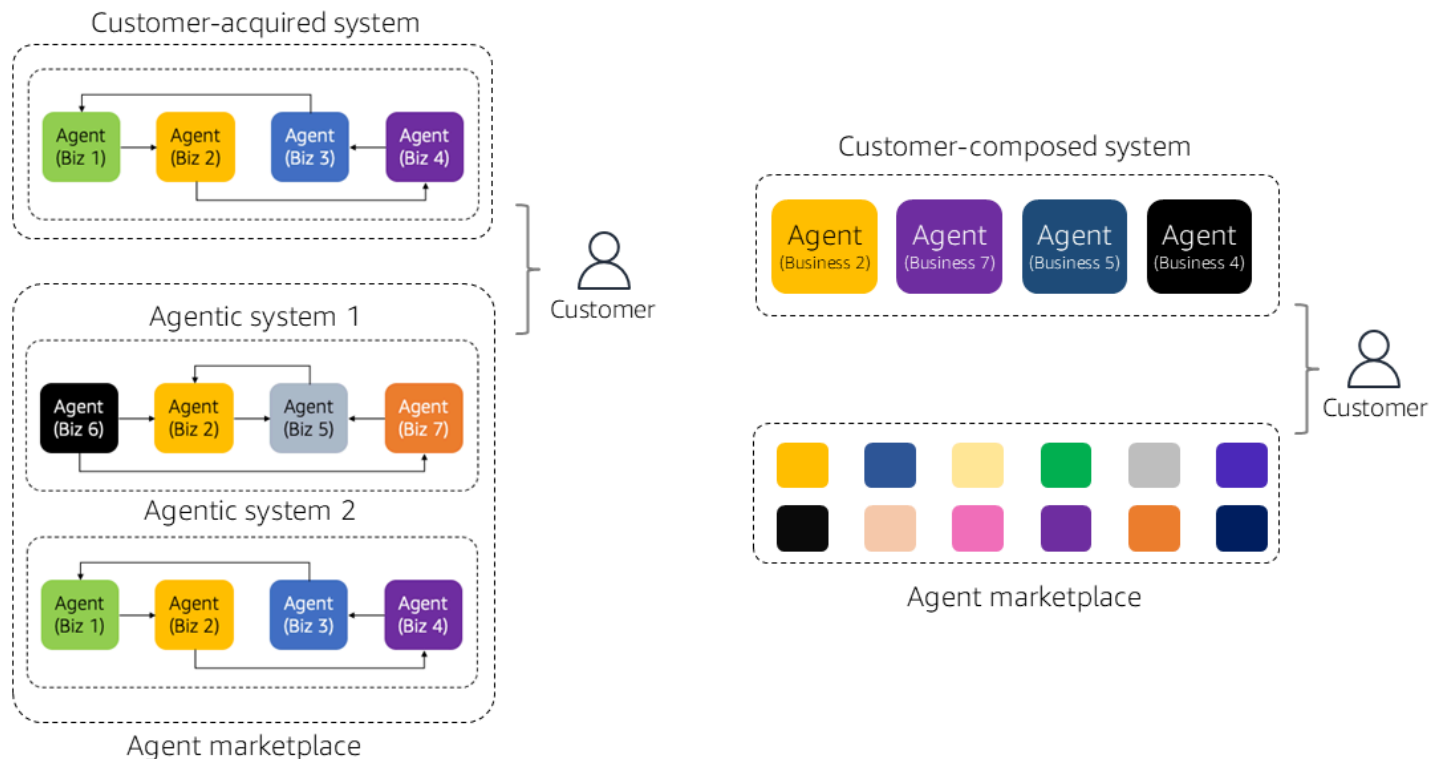 Customer-acquired system
Agent
(Biz 1)
Agent
(Biz 2)
Agent
(Biz 3)
Agent
(Biz 4)
Customer
Agentic system 1
Agent
(Biz 6)
Agent
(Biz 2)
Agent
(Biz 5)
Agent
(Biz 7)
Agentic system 2
Agent
(Biz 1)
Agent
(Biz 2)
Agent
(Biz 3)
Agent
(Biz 4)
Agent marketplace
Customer-composed system
Agent
(Business 2)
Agent
(Business 7)
Agent
(Business 5)
Agent
(Business 4)
Customer
Agent marketplace